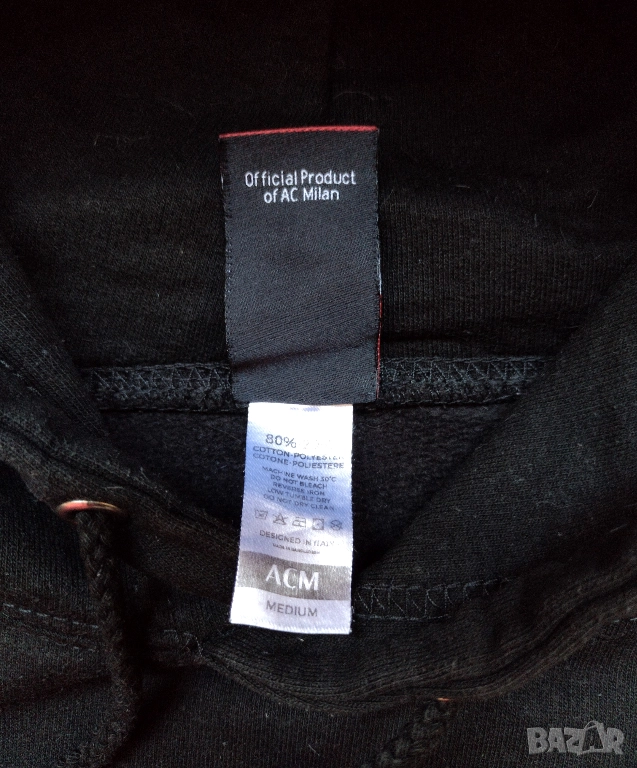 Official Product
of AC Milan
80%
COTTON-POLYESTER
COTONE-POLIESTERE
MACHINE WASH 30°C
DO NOT BLEACH
REVERSE IRON
LOW TUMBLE DRY
DO NOT DRY CLEAN
DESIGNED IN ITALY
ACM
MEDIUM
BAZAR